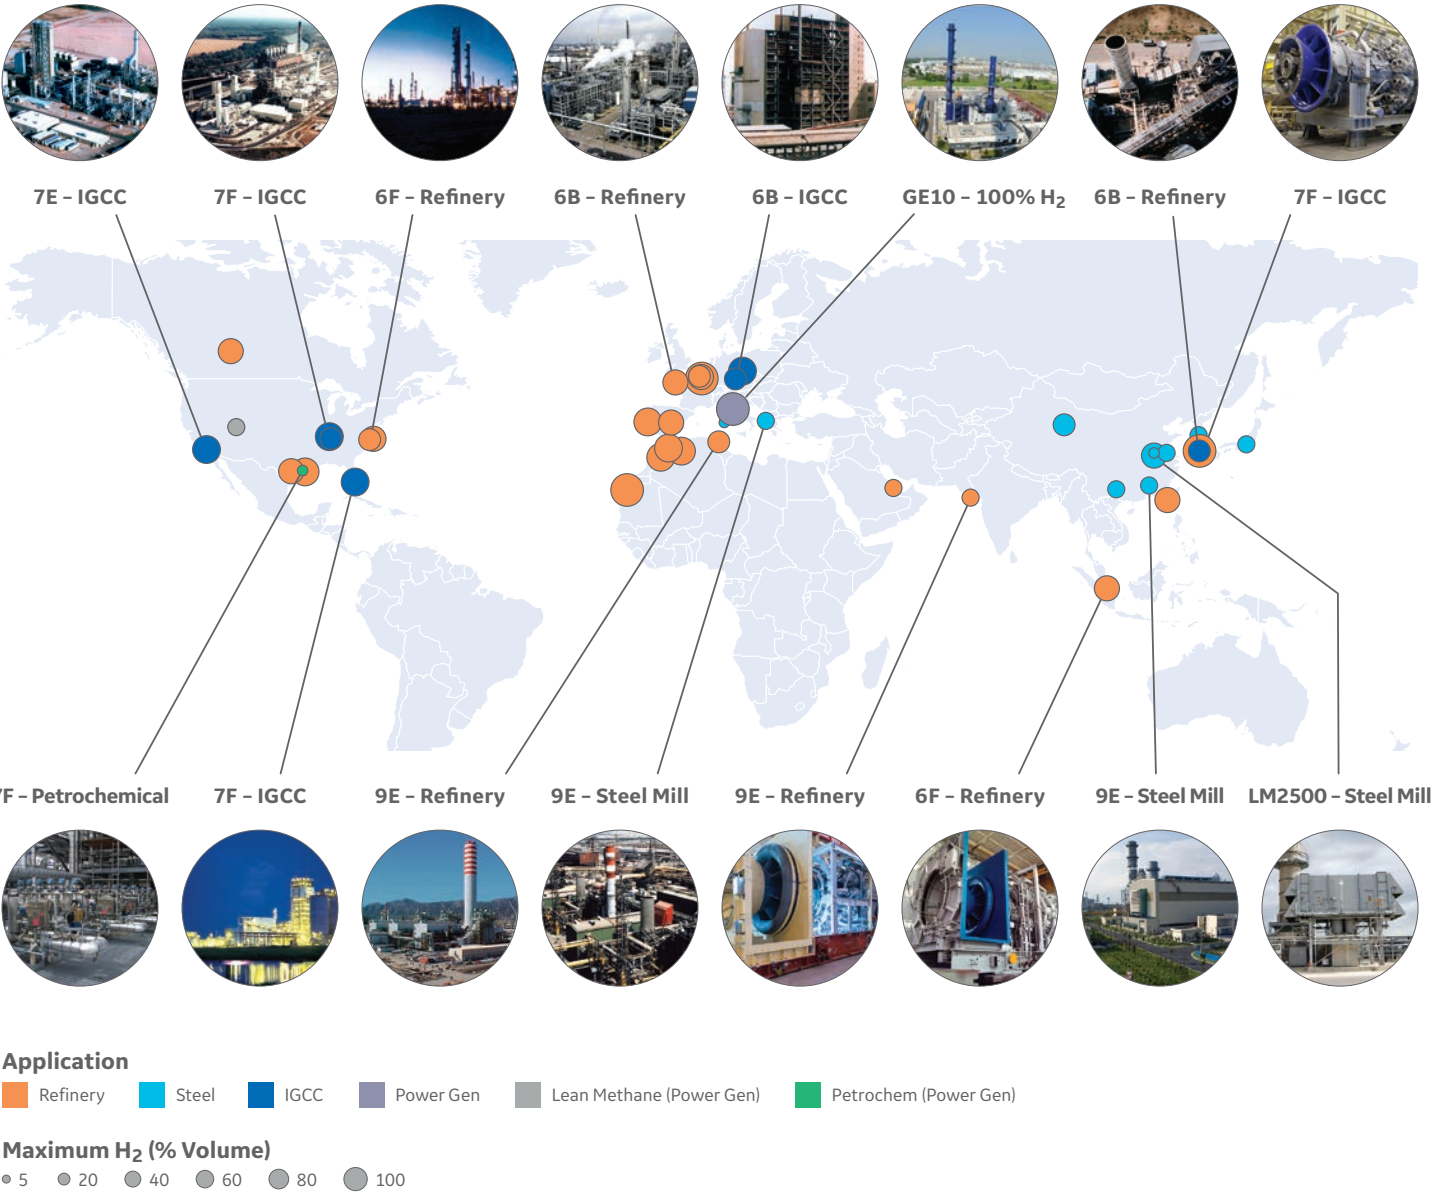 7E – IGCC
7F – IGCC
6F – Refinery
6B – Refinery
6B – IGCC
GE10 – 100% H2
6B – Refinery
7F – IGCC
7F – Petrochemical
7F – IGCC
9E – Refinery
9E – Steel Mill
9E – Refinery
6F – Refinery
9E – Steel Mill
LM2500 – Steel Mill
Application
Refinery
Steel
IGCC
Power Gen
Lean Methane (Power Gen)
Petrochem (Power Gen)
Maximum H2 (% Volume)
5
20
40
60
80
100